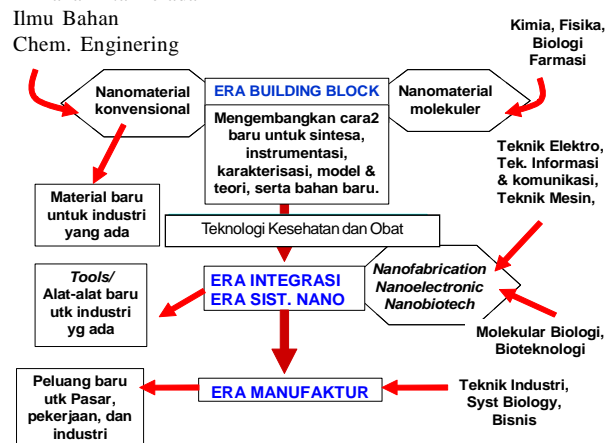 Ilmu Bahan
Chem. Enginering
Kimia, Fisika,
Biologi
Farmasi
Nanomaterial
konvensional
ERA BUILDING BLOCK
Nanomaterial
molekuler
Mengembangkan cara2
baru untuk sintesa,
instrumentasi,
karakterisasi, model &
teori, serta bahan baru.
Teknik Elektro,
Tek. Informasi
& komunikasi,
Teknik Mesin,
Material baru
untuk industri
yang ada
Teknologi Kesehatan dan Obat
Tools/
Alat-alat baru
utk industri
yg ada
ERA INTEGRASI
ERA SIST. NANO
Nanofabrication
Nanoelectronic
Nanobiotech
Molekular Biologi,
Bioteknologi
Peluang baru
utk Pasar,
pekerjaan, dan
industri
ERA MANUFAKTUR
Teknik Industri,
Syst Biology,
Bisnis